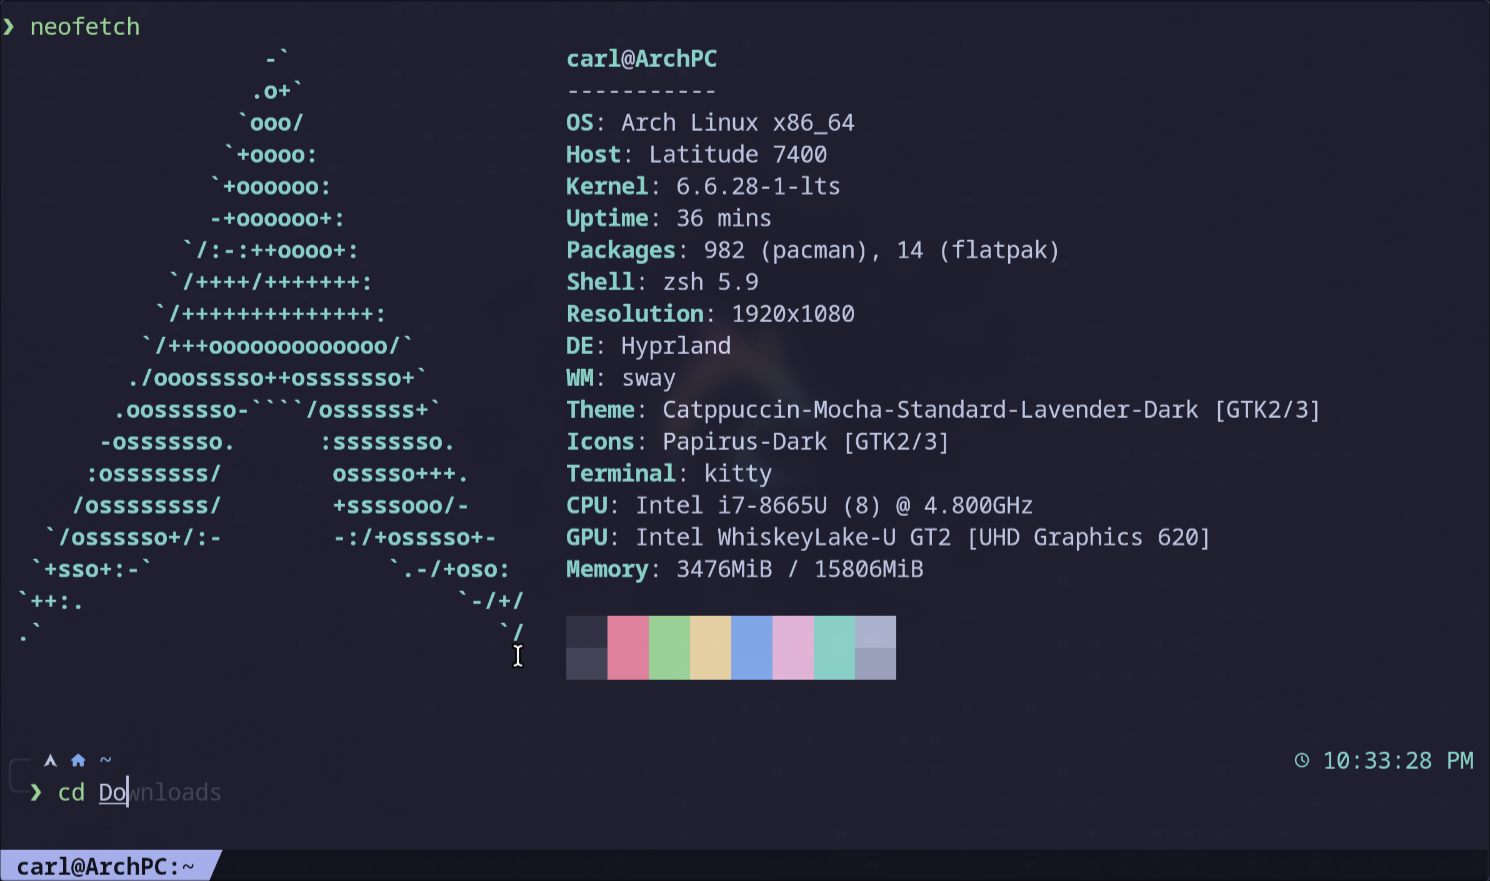 ❯ neofetch
                   -`
                  .o+`
                 `ooo/
                `+oooo:
               `+oooooo:
               -+oooooo+:
             `/:-:++oooo+:
            `/++++/+++++++:
           `/++++++++++++++:
          `/+++ooooooooooooo/`
         ./ooosssso++osssssso+`
        .oossssso-````/ossssss+`
       -osssssso.      :ssssssso.
      :osssssss/        osssso+++.
     /ossssssss/        +ssssooo/-
   `/ossssso+/:-        -:/+osssso+-
  `+sso+:-`                 `.-/+oso:
 `++:.                           `-/+/
 .`                                 `/
carl@ArchPC
-----------
OS: Arch Linux x86_64
Host: Latitude 7400
Kernel: 6.6.28-1-lts
Uptime: 36 mins
Packages: 982 (pacman), 14 (flatpak)
Shell: zsh 5.9
Resolution: 1920x1080
DE: Hyprland
WM: sway
Theme: Catppuccin-Mocha-Standard-Lavender-Dark [GTK2/3]
Icons: Papirus-Dark [GTK2/3]
Terminal: kitty
CPU: Intel i7-8665U (8) @ 4.800GHz
GPU: Intel WhiskeyLake-U GT2 [UHD Graphics 620]
Memory: 3476MiB / 15806MiB
~ 10:33:28 PM
❯ cd Downloads
carl@ArchPC:~